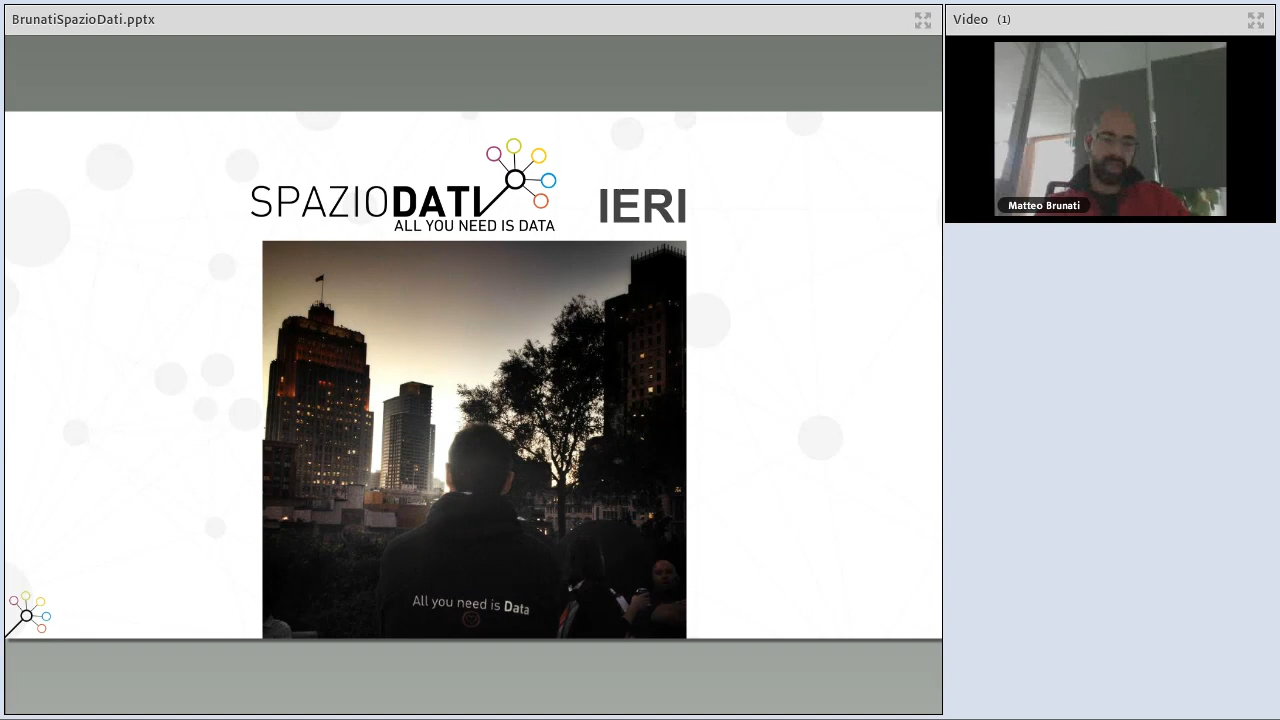 BrunatiSpazioDati.pptx
Video (1)
Matteo Brunati
SPAZIODATI
ALL YOU NEED IS DATA
IERI
All you need is Data